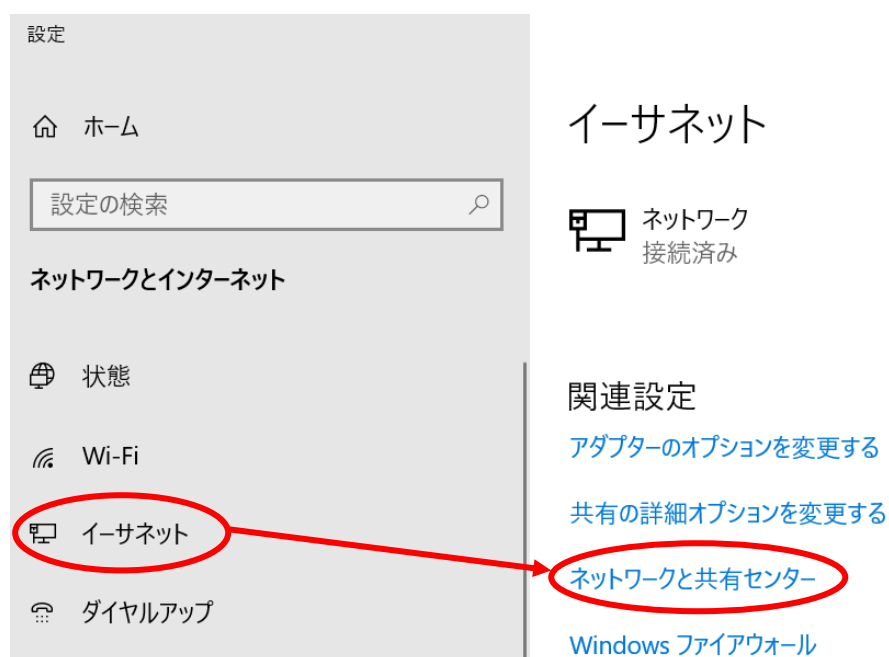 設定
ホーム
設定の検索
ネットワークとインターネット
状態
Wi-Fi
イーサネット
ダイヤルアップ
イーサネット
ネットワーク
接続済み
関連設定
アダプターのオプションを変更する
共有の詳細オプションを変更する
ネットワークと共有センター
Windows ファイアウォール